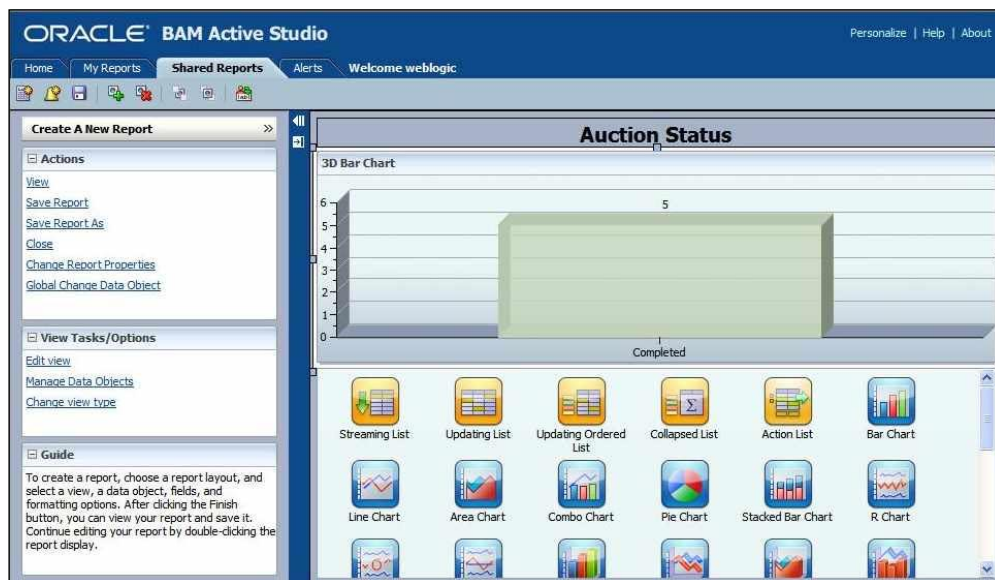 ORACLE BAM Active Studio
Personalize | Help | About
Home
My Reports
Shared Reports
Alerts
Welcome weblogic
Create A New Report »
Actions
View
Save Report
Save Report As
Close
Change Report Properties
Global Change Data Object
View Tasks/Options
Edit view
Manage Data Objects
Change view type
Guide
To create a report, choose a report layout, and
select a view, a data object, fields, and
formatting options. After clicking the Finish
button, you can view your report and save it.
Continue editing your report by double-clicking the
report display.
Auction Status
3D Bar Chart
6
5
4
3
2
1
0
5
Completed
Streaming List
Updating List
Updating Ordered
List
Collapsed List
Action List
Bar Chart
Line Chart
Area Chart
Combo Chart
Pie Chart
Stacked Bar Chart
R Chart